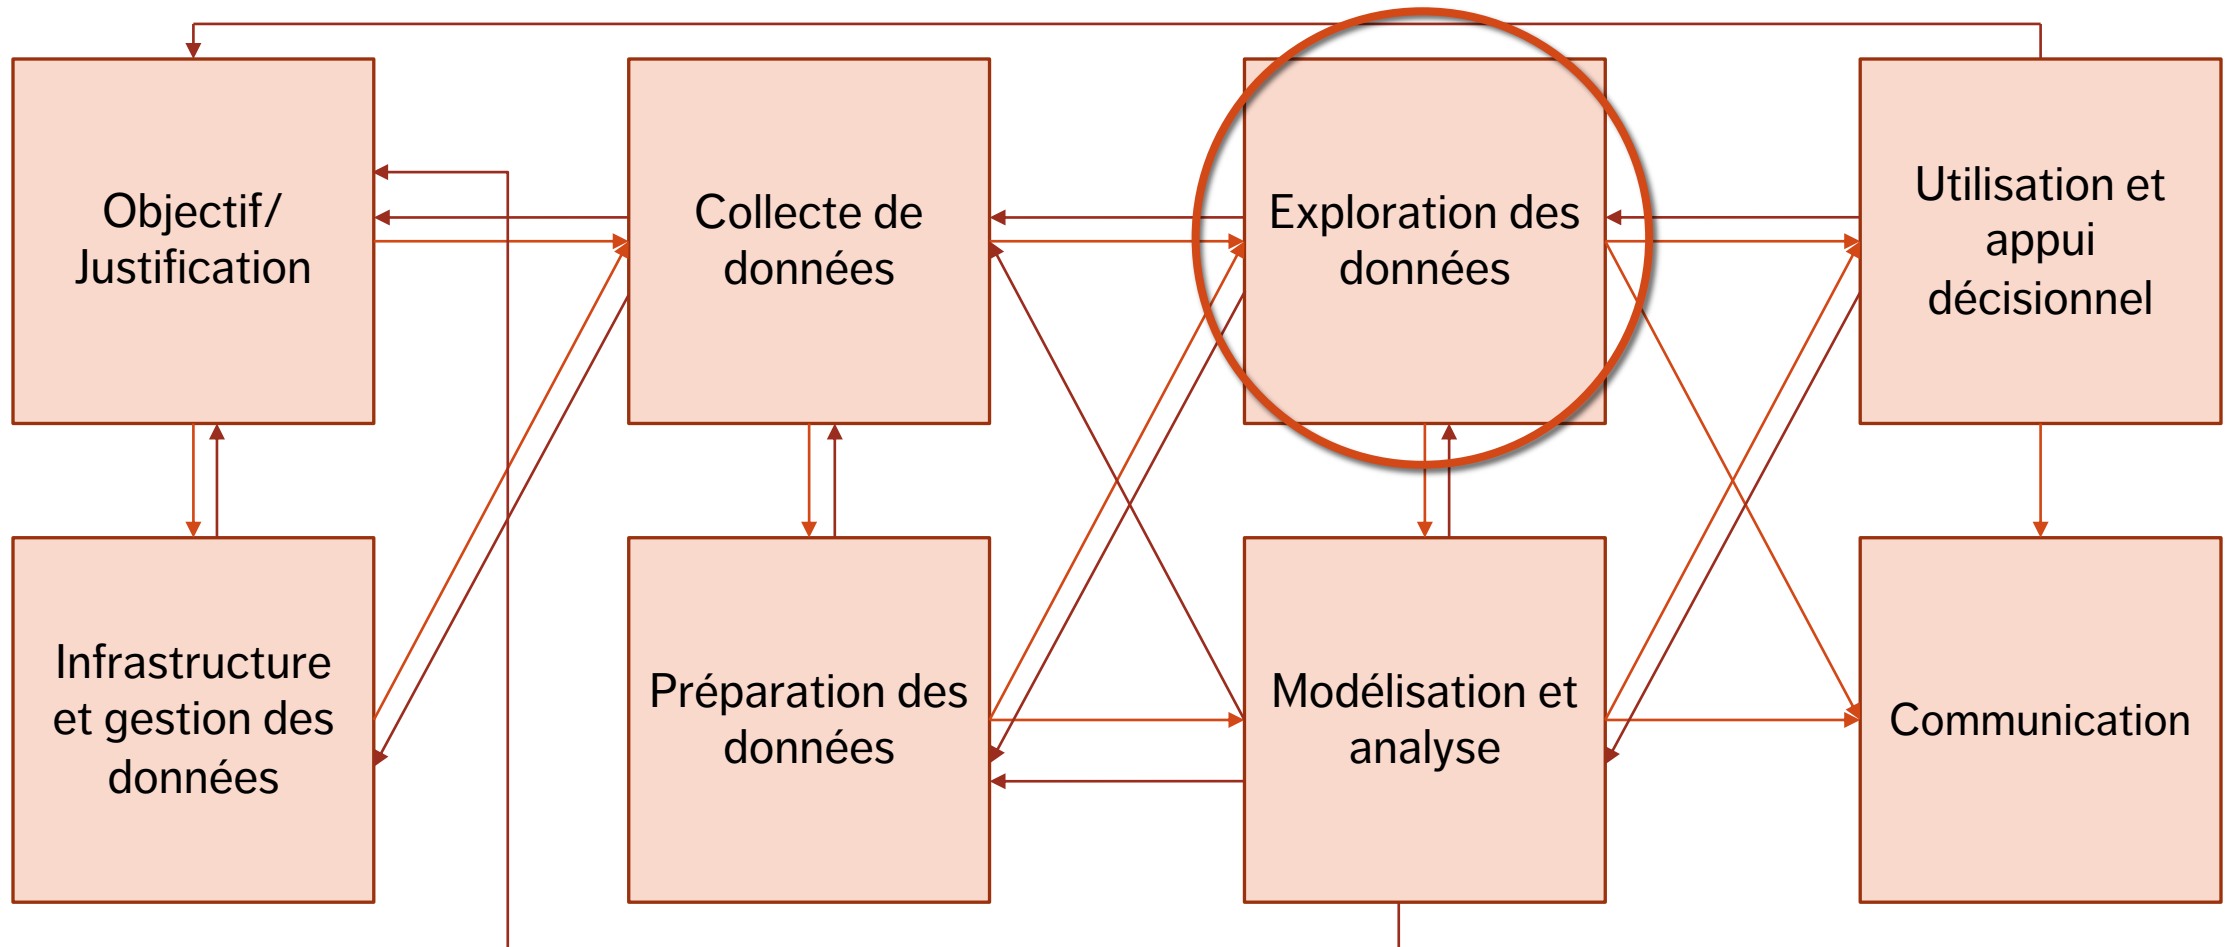 Objectif/
Justification
Collecte de
données
Exploration des
données
Utilisation et
appui
décisionnel
Infrastructure
et gestion des
données
Préparation des
données
Modélisation et
analyse
Communication